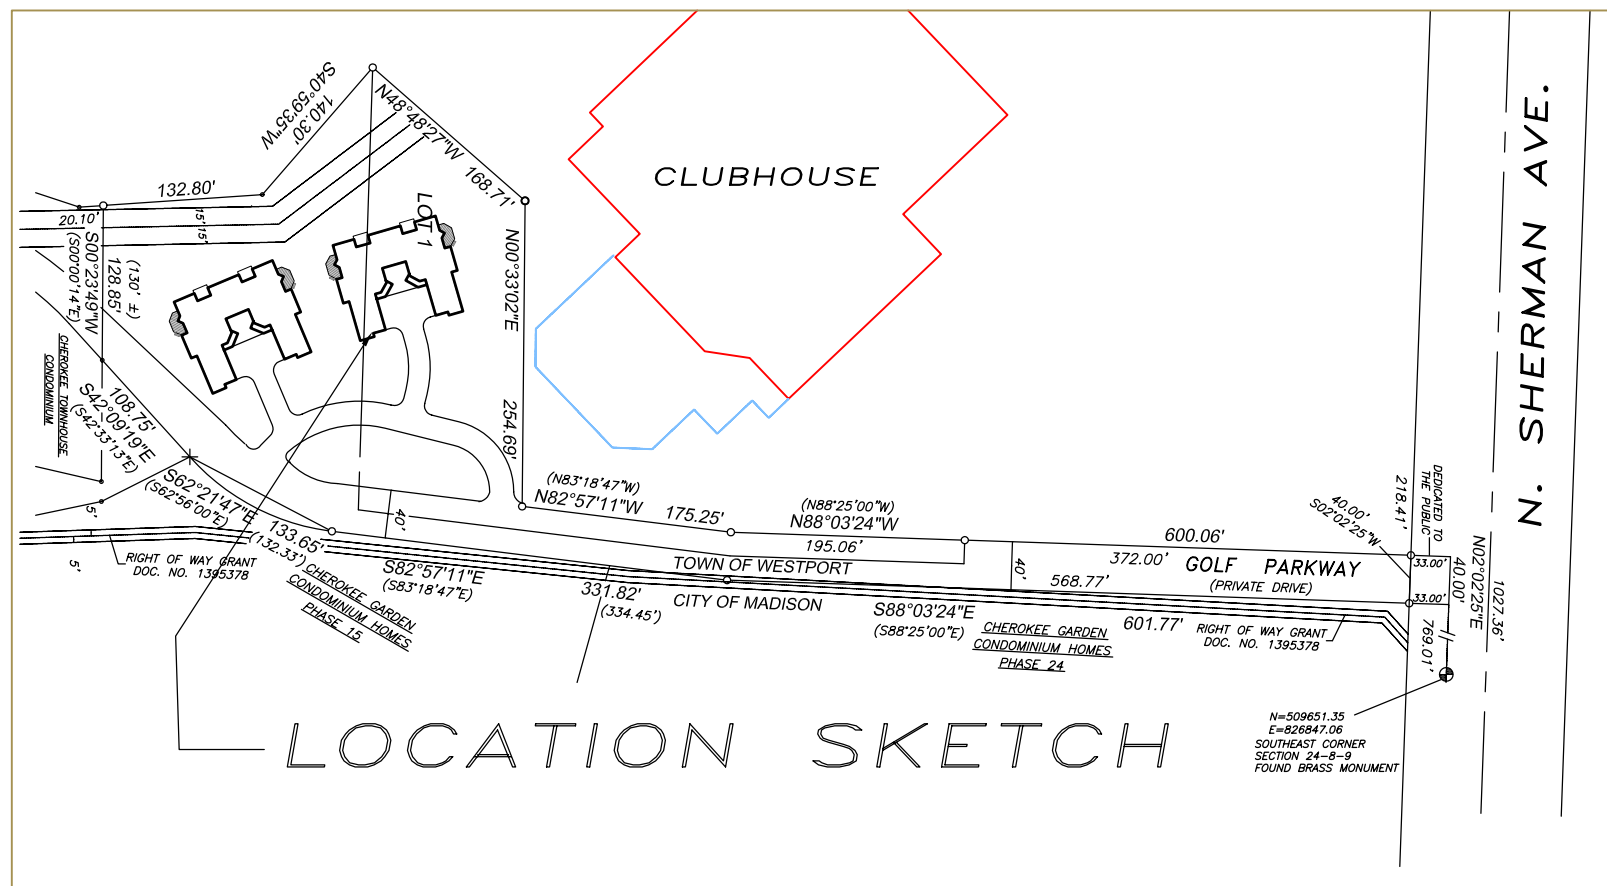 S40°59'35"W
140.30'
N48°48'27"W
168.71'
CLUBHOUSE
N. SHERMAN AVE.
132.80'
20.10'
15'
15'
LOT 1
S00°23'49"W
(S00°00'14"E)
128.85'
(130' ±)
N00°33'02"E
254.69'
CHEROKEE TOWNHOUSE
CONDOMINIUM
108.75'
S42°09'19"E
(S42°33'13"E)
S62°21'47"E
(S62°56'00"E)
133.65'
(132.33')
5'
5'
40'
RIGHT OF WAY GRANT
DOC. NO. 1395378
CHEROKEE GARDEN
CONDOMINIUM HOMES
PHASE 15
(N83°18'47"W)
N82°57'11"W
175.25'
(N88°25'00"W)
N88°03'24"W
195.06'
600.06'
372.00'
GOLF PARKWAY
(PRIVATE DRIVE)
568.77'
40'
TOWN OF WESTPORT
CITY OF MADISON
S82°57'11"E
(S83°18'47"E)
331.82'
(334.45')
S88°03'24"E
(S88°25'00"E)
601.77'
CHEROKEE GARDEN
CONDOMINIUM HOMES
PHASE 24
RIGHT OF WAY GRANT
DOC. NO. 1395378
218.41'
DEDICATED TO
THE PUBLIC
40.00'
S02°02'25"W
33.00'
33.00'
40.00'
N02°02'25"E
1027.36'
769.01'
N=509651.35
E=826847.06
SOUTHEAST CORNER
SECTION 24-8-9
FOUND BRASS MONUMENT
LOCATION SKETCH